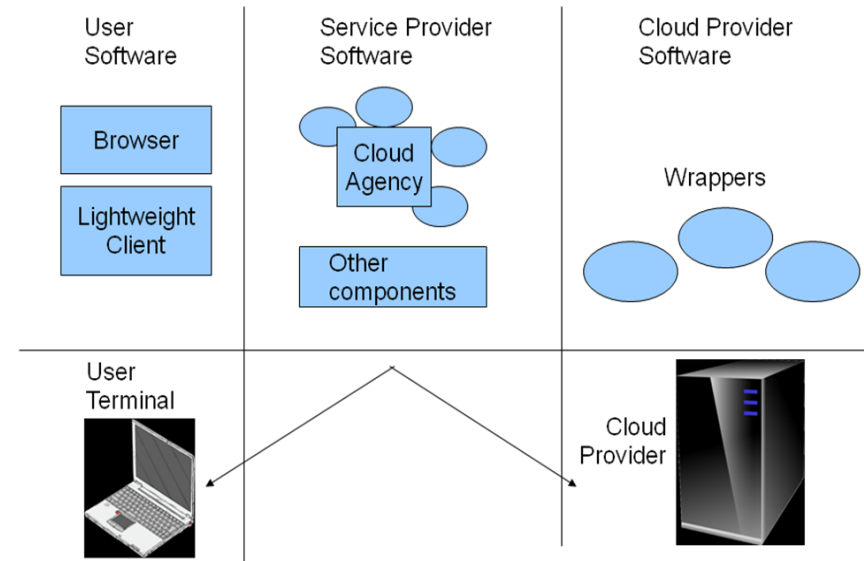 User
Software
Service Provider
Software
Cloud Provider
Software
Browser
Lightweight
Client
Cloud
Agency
Other
components
Wrappers
User
Terminal
Cloud
Provider